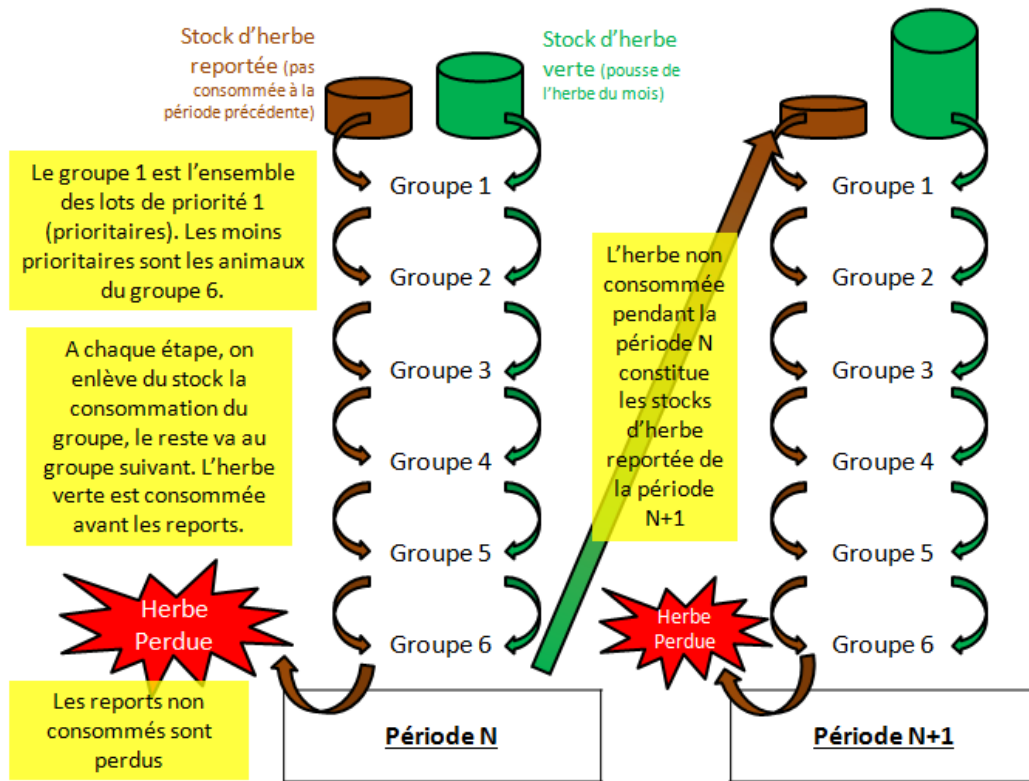 Stock d'herbe
reportée (pas
consommée à la
période précédente)
Stock d'herbe
verte (pousse de
l'herbe du mois)
Le groupe 1 est l'ensemble
des lots de priorité 1
(prioritaires). Les moins
prioritaires sont les animaux
du groupe 6.
A chaque étape, on
enlève du stock la
consommation du
groupe, le reste va au
groupe suivant. L'herbe
verte est consommée
avant les reports.
Herbe
Perdue
Les reports non
consommés sont
perdus
Groupe 1
Groupe 2
Groupe 3
Groupe 4
Groupe 5
Groupe 6
Période N
L'herbe non
consommée
pendant la
période N
constitue
les stocks
d'herbe
reportée de
la période
N+1
Herbe
Perdue
Groupe 1
Groupe 2
Groupe 3
Groupe 4
Groupe 5
Groupe 6
Période N+1